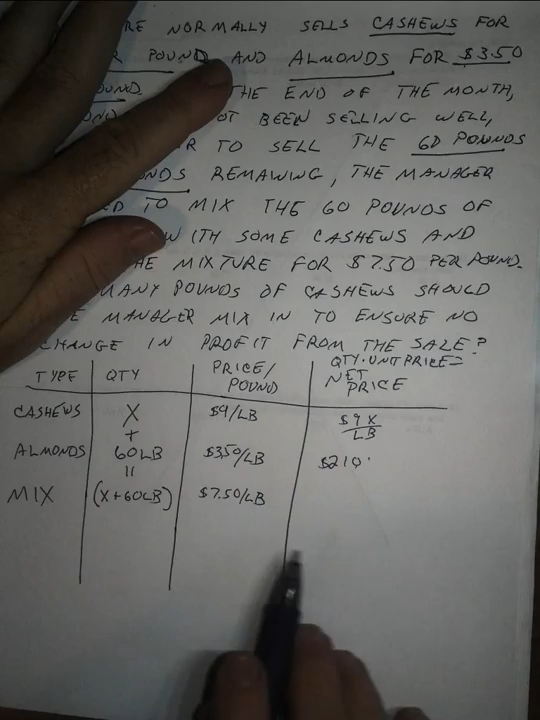 RE NORMALLY SELLS CASHEWS FOR
R POUND AND ALMONDS FOR $3.50
OUND. THE END OF THE MONTH,
OT BEEN SELLING WELL,
R TO SELL THE 60 POUNDS
NDS REMAINING, THE MANAGER
ED TO MIX THE 60 POUNDS OF
WITH SOME CASHEWS AND
HE MIXTURE FOR $7.50 PER POUND.
MANY POUNDS OF CASHEWS SHOULD
E MANAGER MIX IN TO ENSURE NO
CHANGE IN PROFIT FROM THE SALE?
TYPE QTY PRICE/POUND QTY·UNIT PRICE= NET PRICE
CASHEWS X $9/LB $9X/LB
+
ALMONDS 60LB $3.50/LB $210.
=
MIX (X+60LB) $7.50/LB